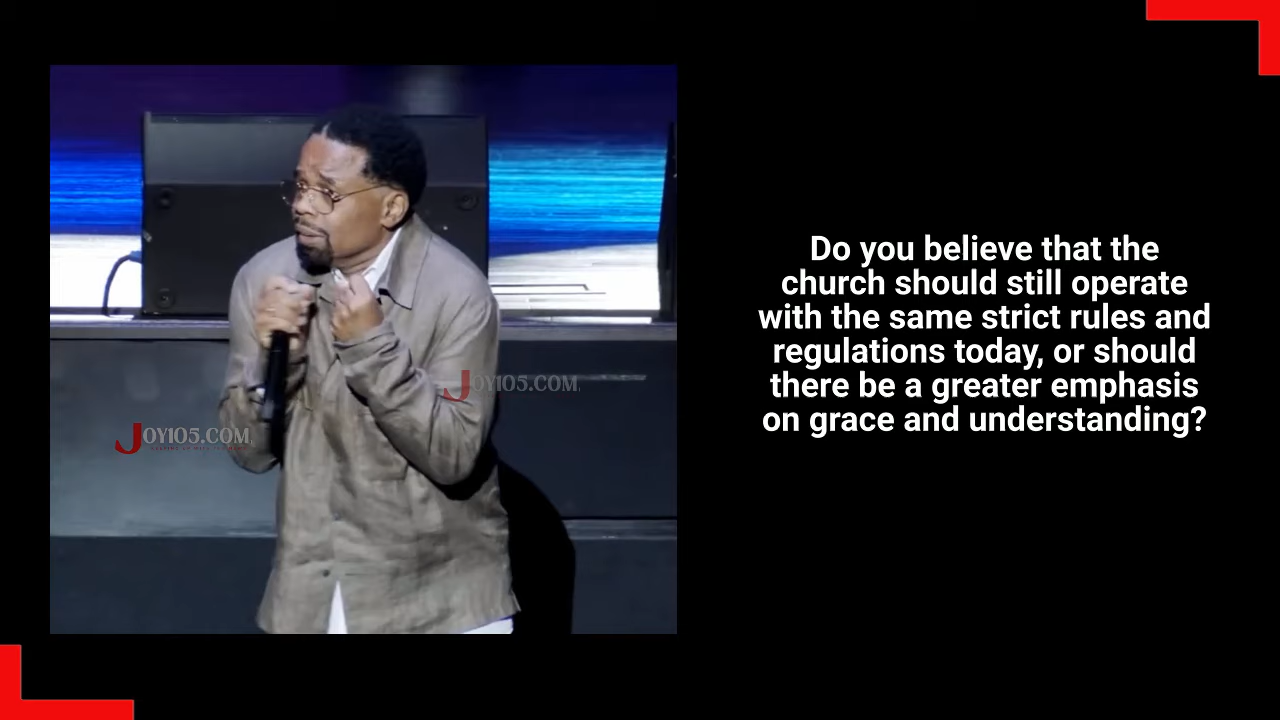 Do you believe that the
church should still operate
with the same strict rules and
regulations today, or should
there be a greater emphasis
on grace and understanding?
JOY105.COM
JOY105.COM